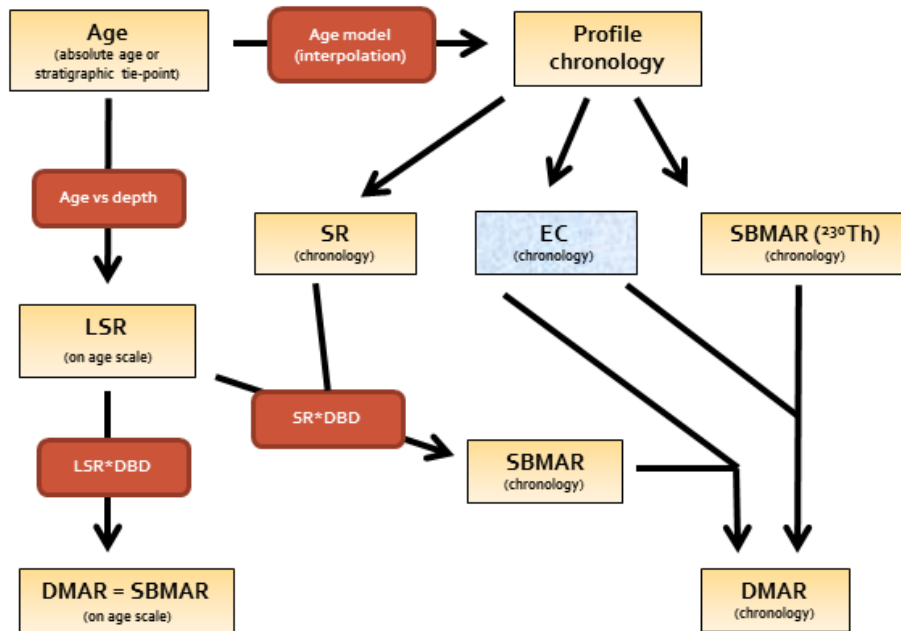 Age
(absolute age or
stratigraphic tie-point)
Age model
(interpolation)
Profile
chronology
Age vs depth
SR
(chronology)
EC
(chronology)
SBMAR (²³⁰Th)
(chronology)
LSR
(on age scale)
SR*DBD
LSR*DBD
SBMAR
(chronology)
DMAR = SBMAR
(on age scale)
DMAR
(chronology)